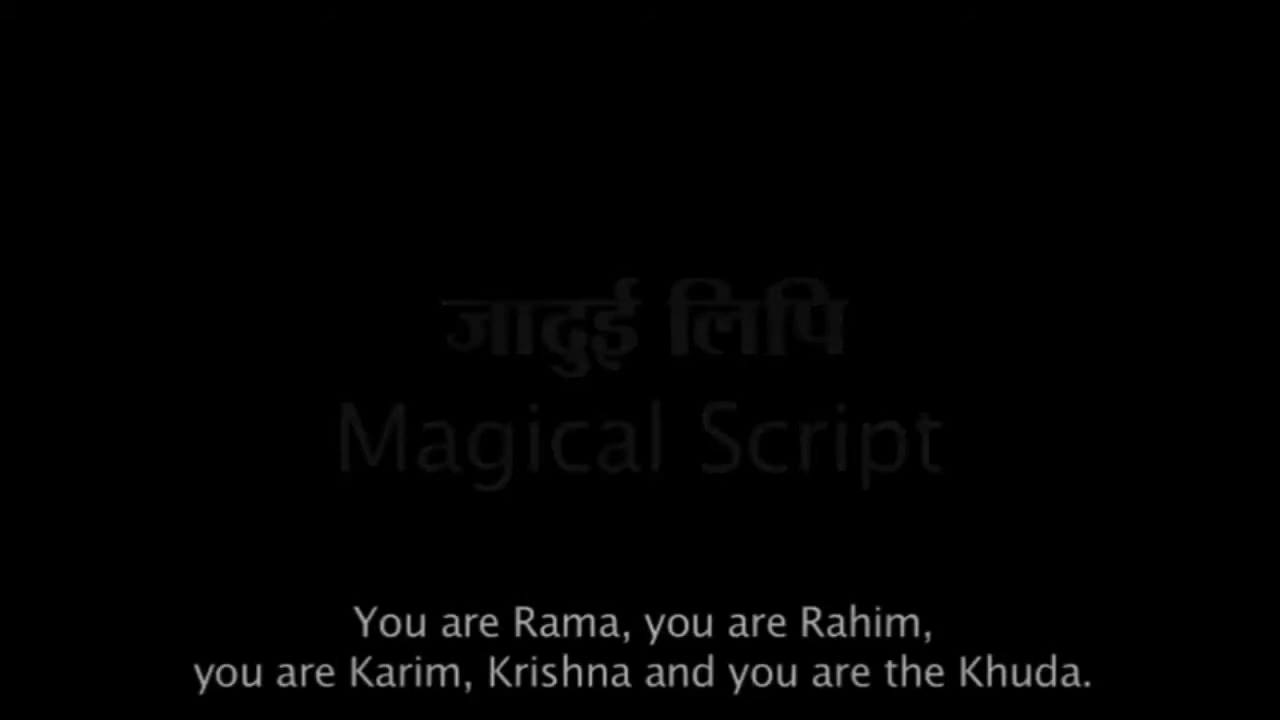 जादुई लिपि
Magical Script
You are Rama, you are Rahim,
you are Karim, Krishna and you are the Khuda.